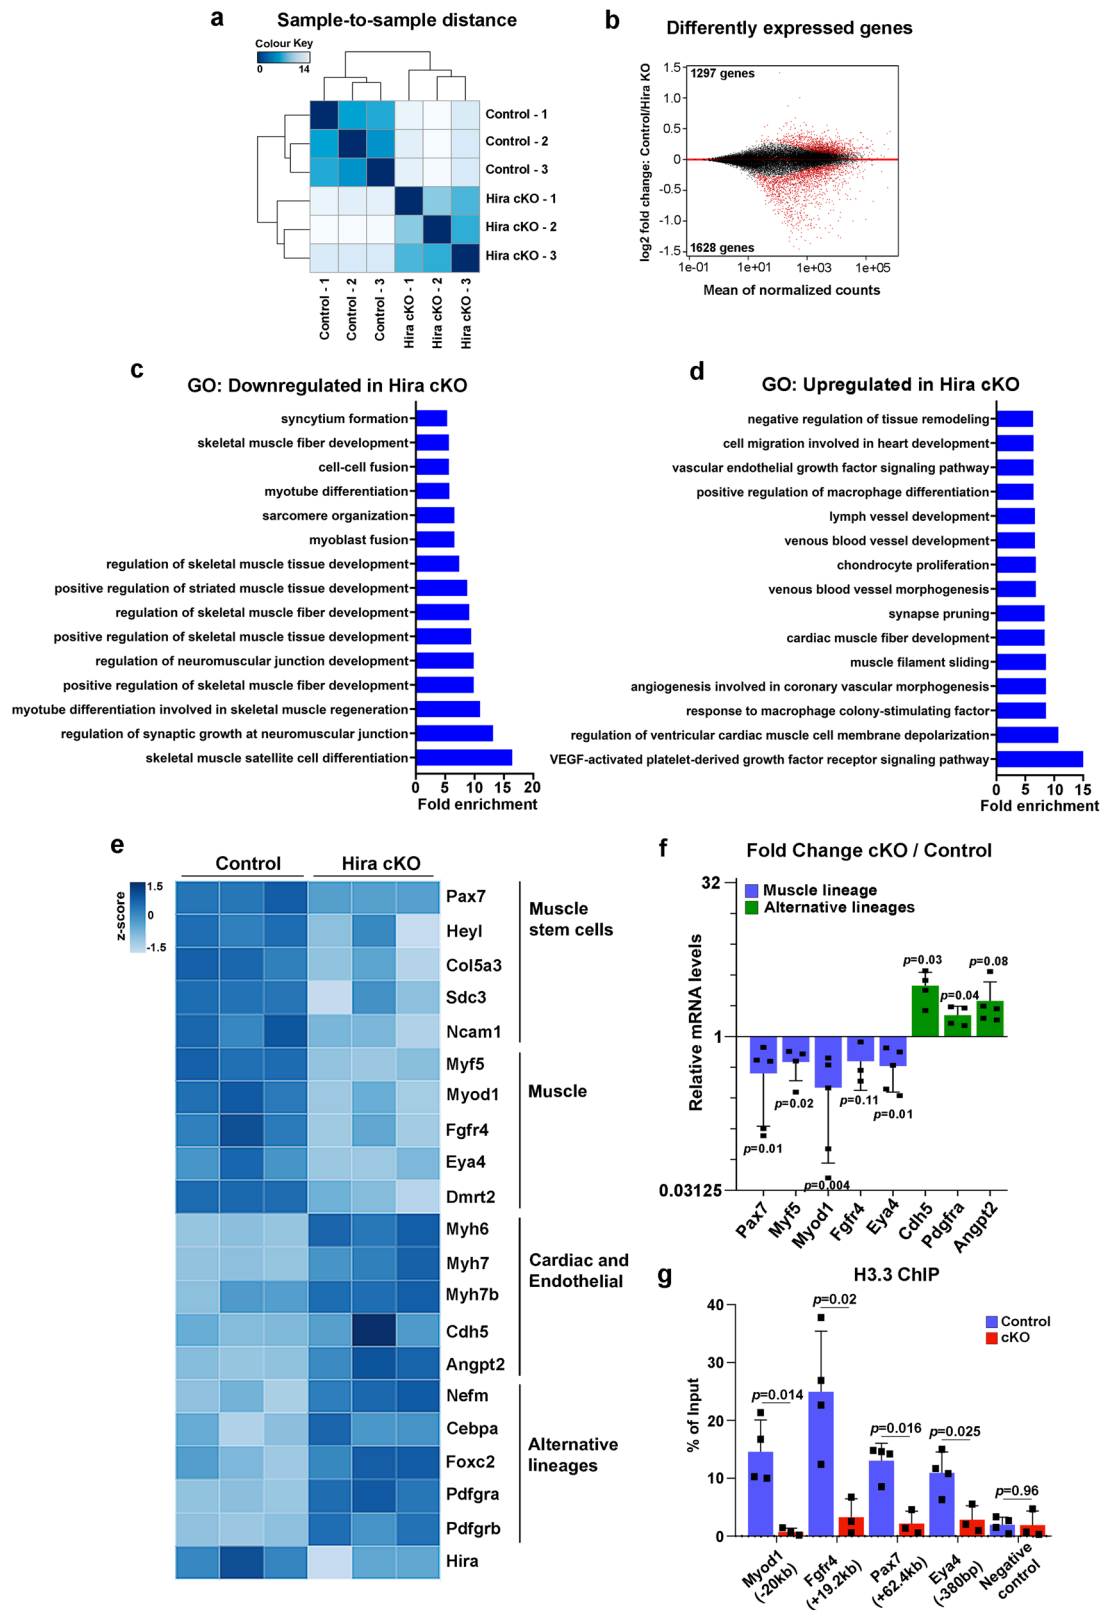 a
Sample-to-sample distance
Colour Key
0 14
Control - 1
Control - 2
Control - 3
Hira cKO - 1
Hira cKO - 2
Hira cKO - 3
Control - 1
Control - 2
Control - 3
Hira cKO - 1
Hira cKO - 2
Hira cKO - 3
b
Differently expressed genes
log2 fold change: Control/Hira KO
1.5
1.0
0.5
0
-0.5
-1.0
-1.5
1297 genes
1628 genes
1e-01 1e+01 1e+03 1e+05
Mean of normalized counts
c
GO: Downregulated in Hira cKO
syncytium formation
skeletal muscle fiber development
cell-cell fusion
myotube differentiation
sarcomere organization
myoblast fusion
regulation of skeletal muscle tissue development
positive regulation of striated muscle tissue development
regulation of skeletal muscle fiber development
positive regulation of skeletal muscle tissue development
regulation of neuromuscular junction development
positive regulation of skeletal muscle fiber development
myotube differentiation involved in skeletal muscle regeneration
regulation of synaptic growth at neuromuscular junction
skeletal muscle satellite cell differentiation
0 5 10 15 20
Fold enrichment
d
GO: Upregulated in Hira cKO
negative regulation of tissue remodeling
cell migration involved in heart development
vascular endothelial growth factor signaling pathway
positive regulation of macrophage differentiation
lymph vessel development
venous blood vessel development
chondrocyte proliferation
venous blood vessel morphogenesis
synapse pruning
cardiac muscle fiber development
muscle filament sliding
angiogenesis involved in coronary vascular morphogenesis
response to macrophage colony-stimulating factor
regulation of ventricular cardiac muscle cell membrane depolarization
VEGF-activated platelet-derived growth factor receptor signaling pathway
0 5 10 15
Fold enrichment
e
Control Hira cKO
z-score
1.5
0
-1.5
Pax7
Heyl
Col5a3
Sdc3
Ncam1
Myf5
Myod1
Fgfr4
Eya4
Dmrt2
Myh6
Myh7
Myh7b
Cdh5
Angpt2
Nefm
Cebpa
Foxc2
Pdfgra
Pdfgrb
Hira
Muscle
stem cells
Muscle
Cardiac and
Endothelial
Alternative
lineages
f
Fold Change cKO / Control
Relative mRNA levels
32
1
0.03125
Muscle lineage
Alternative lineages
p=0.01
p=0.02
p=0.004
p=0.11
p=0.01
p=0.03
p=0.04
p=0.08
Pax7
Myf5
Myod1
Fgfr4
Eya4
Cdh5
Pdgfra
Angpt2
g
H3.3 ChIP
% of Input
40
30
20
10
0
Control
cKO
p=0.014
p=0.02
p=0.016
p=0.025
p=0.96
Myod1
(-20kb)
Fgfr4
(+19.2kb)
Pax7
(+62.4kb)
Eya4
(-380bp)
Negative
control